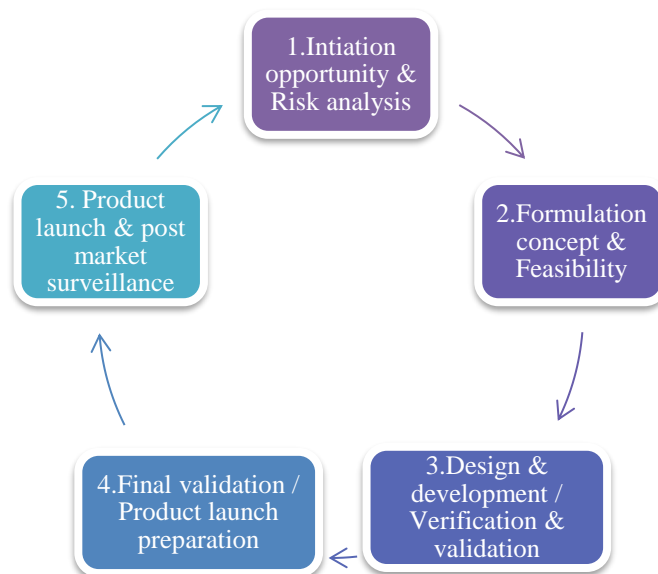 1.Intiation
opportunity &
Risk analysis
2.Formulation
concept &
Feasibility
3.Design &
development /
Verification &
validation
4.Final validation /
Product launch
preparation
5. Product
launch & post
market
surveillance